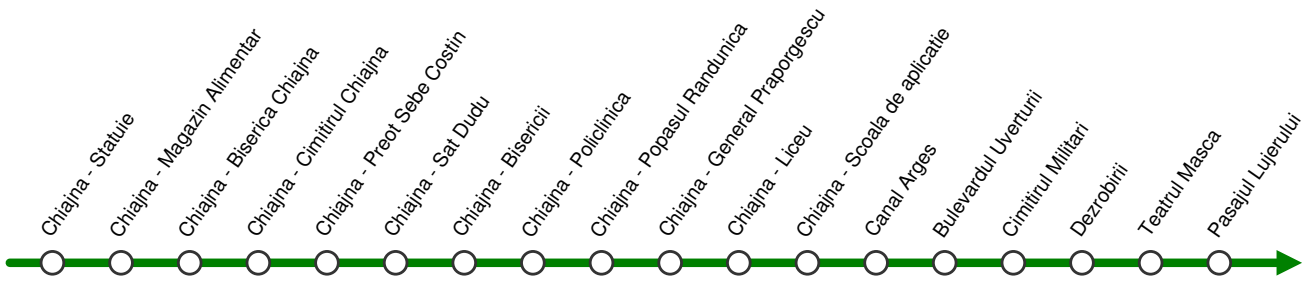 Chiajna - Statuie
Chiajna - Magazin Alimentar
Chiajna - Biserica Chiajna
Chiajna - Cimitirul Chiajna
Chiajna - Preot Sebe Costin
Chiajna - Sat Dudu
Chiajna - Bisericii
Chiajna - Policlinica
Chiajna - Popasul Randunica
Chiajna - General Praporgescu
Chiajna - Liceu
Chiajna - Scoala de aplicatie
Canal Arges
Bulevardul Uverturii
Cimitirul Militari
Dezrobirii
Teatrul Masca
Pasajul Lujerului